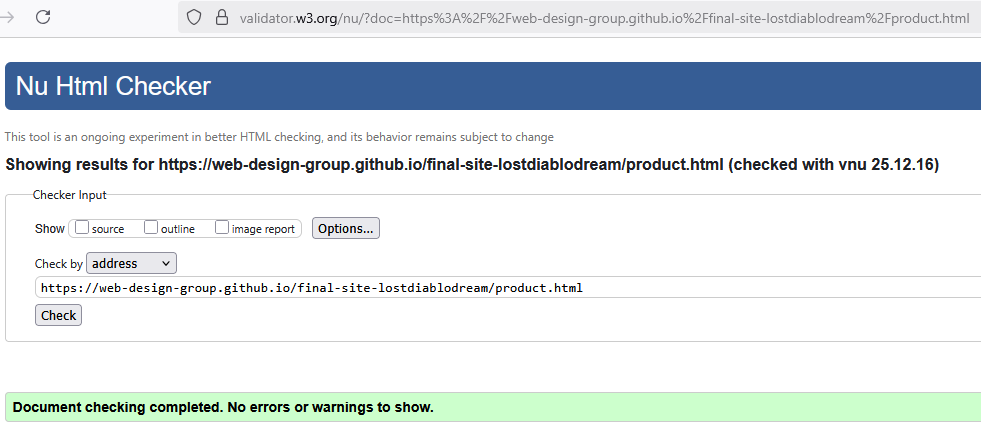 validator.w3.org/nu/?doc=https%3A%2F%2Fweb-design-group.github.io%2Ffinal-site-lostdiablodream%2Fproduct.html
Nu Html Checker
This tool is an ongoing experiment in better HTML checking, and its behavior remains subject to change
Showing results for https://web-design-group.github.io/final-site-lostdiablodream/product.html (checked with vnu 25.12.16)
Checker Input
Show source outline image report Options...
Check by address
https://web-design-group.github.io/final-site-lostdiablodream/product.html
Check
Document checking completed. No errors or warnings to show.